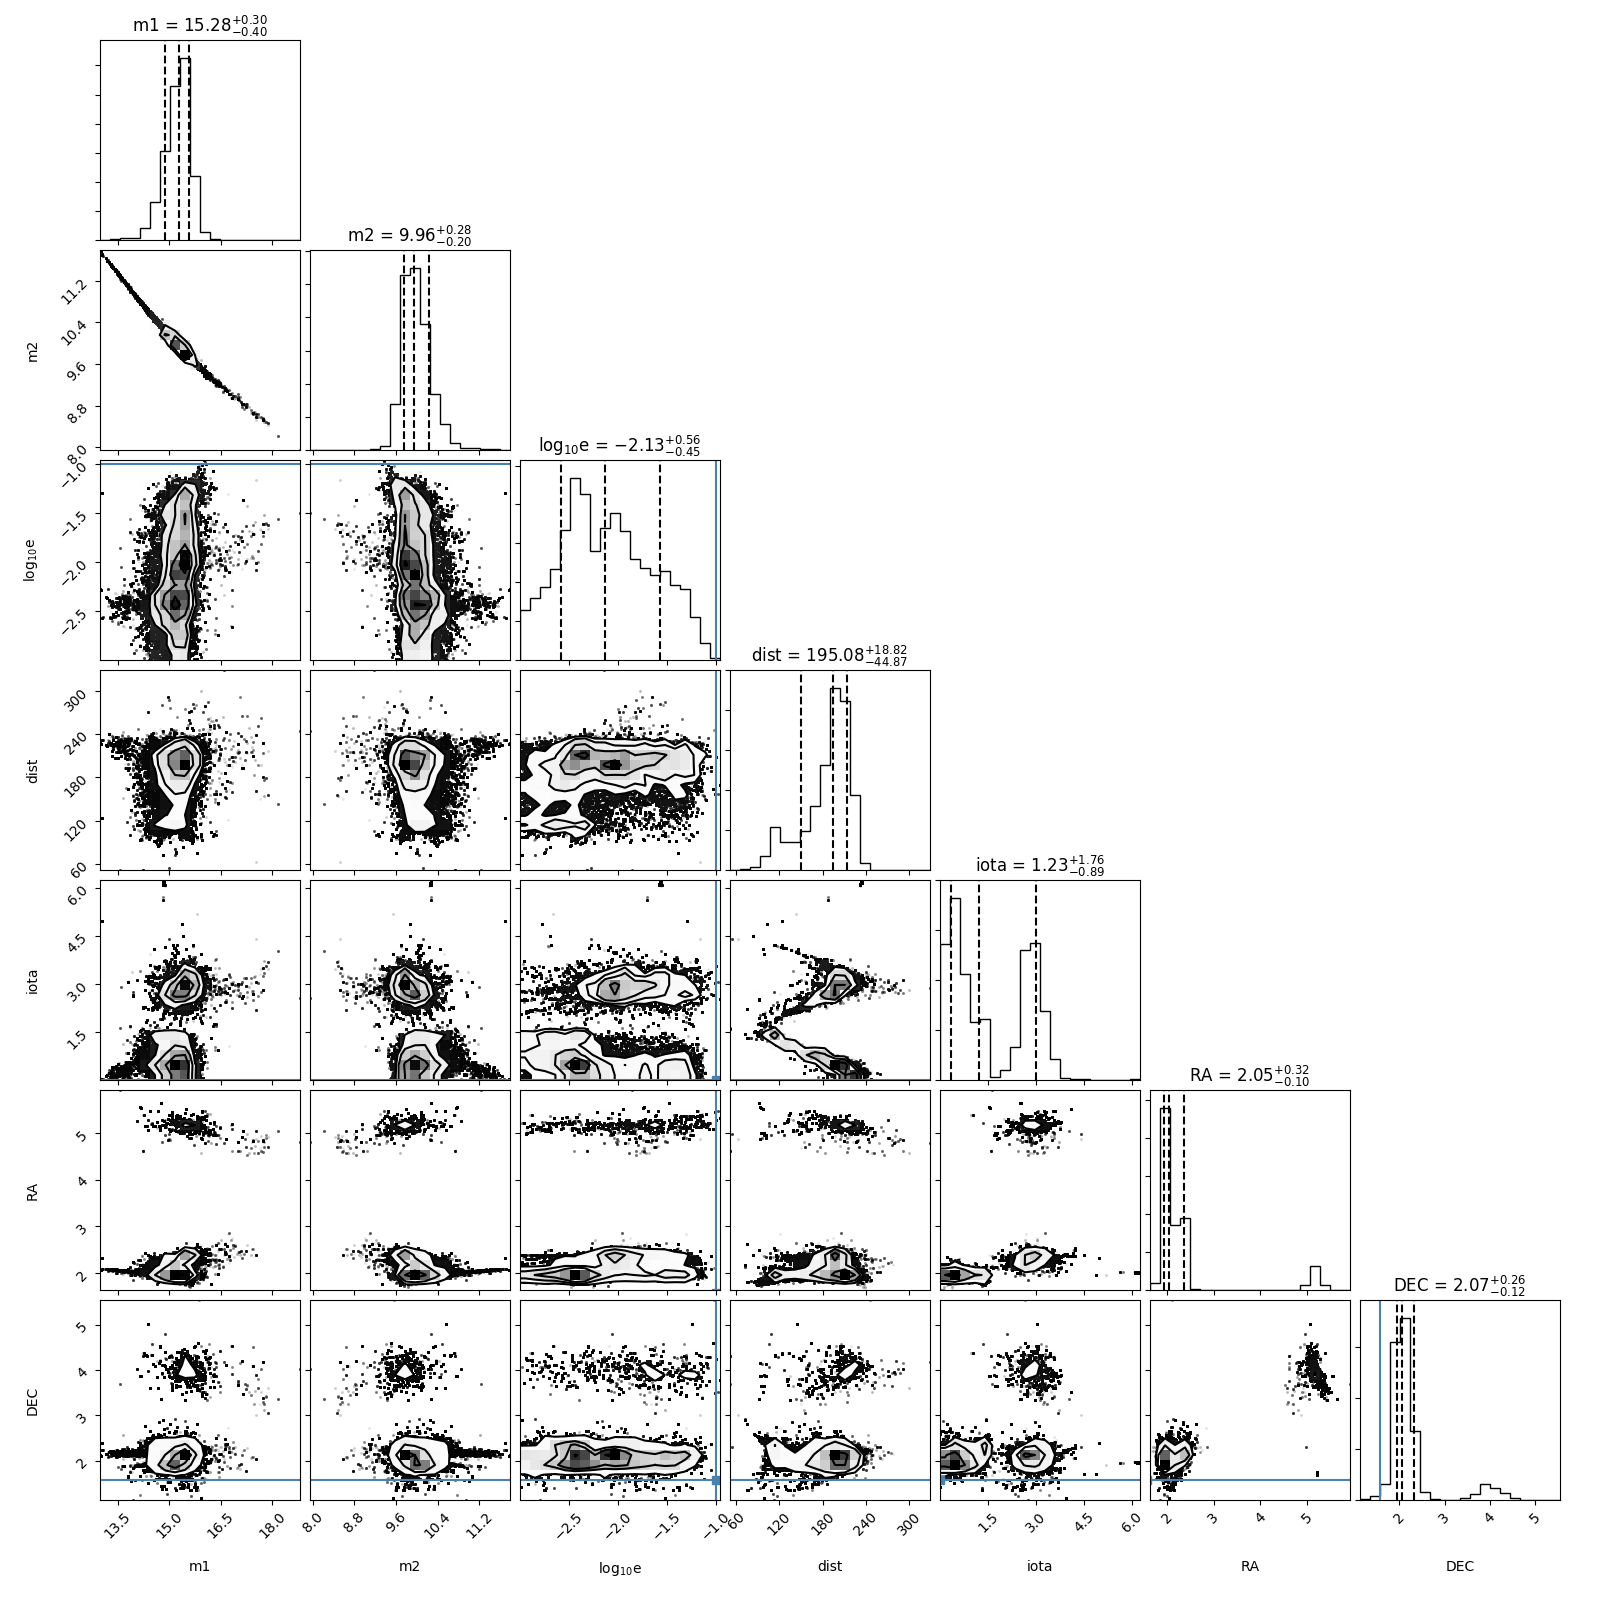 m1 = 15.28 +0.30 −0.40
m2 = 9.96 +0.28 −0.20
m2
11.2
10.4
9.6
8.8
8.0
log10e = −2.13 +0.56 −0.45
log10e
−1.0
−1.5
−2.0
−2.5
dist = 195.08 +18.82 −44.87
dist
300
240
180
120
60
iota = 1.23 +1.76 −0.89
iota
6.0
4.5
3.0
1.5
RA = 2.05 +0.32 −0.10
RA
5
4
3
2
DEC = 2.07 +0.26 −0.12
DEC
5
4
3
2
13.5 15.0 16.5 18.0 8.0 8.8 9.6 10.4 11.2 −2.5 −2.0 −1.5 −1.0 60 120 180 240 300 1.5 3.0 4.5 6.0 2 3 4 5 2 3 4 5
m1 m2 log10e dist iota RA DEC